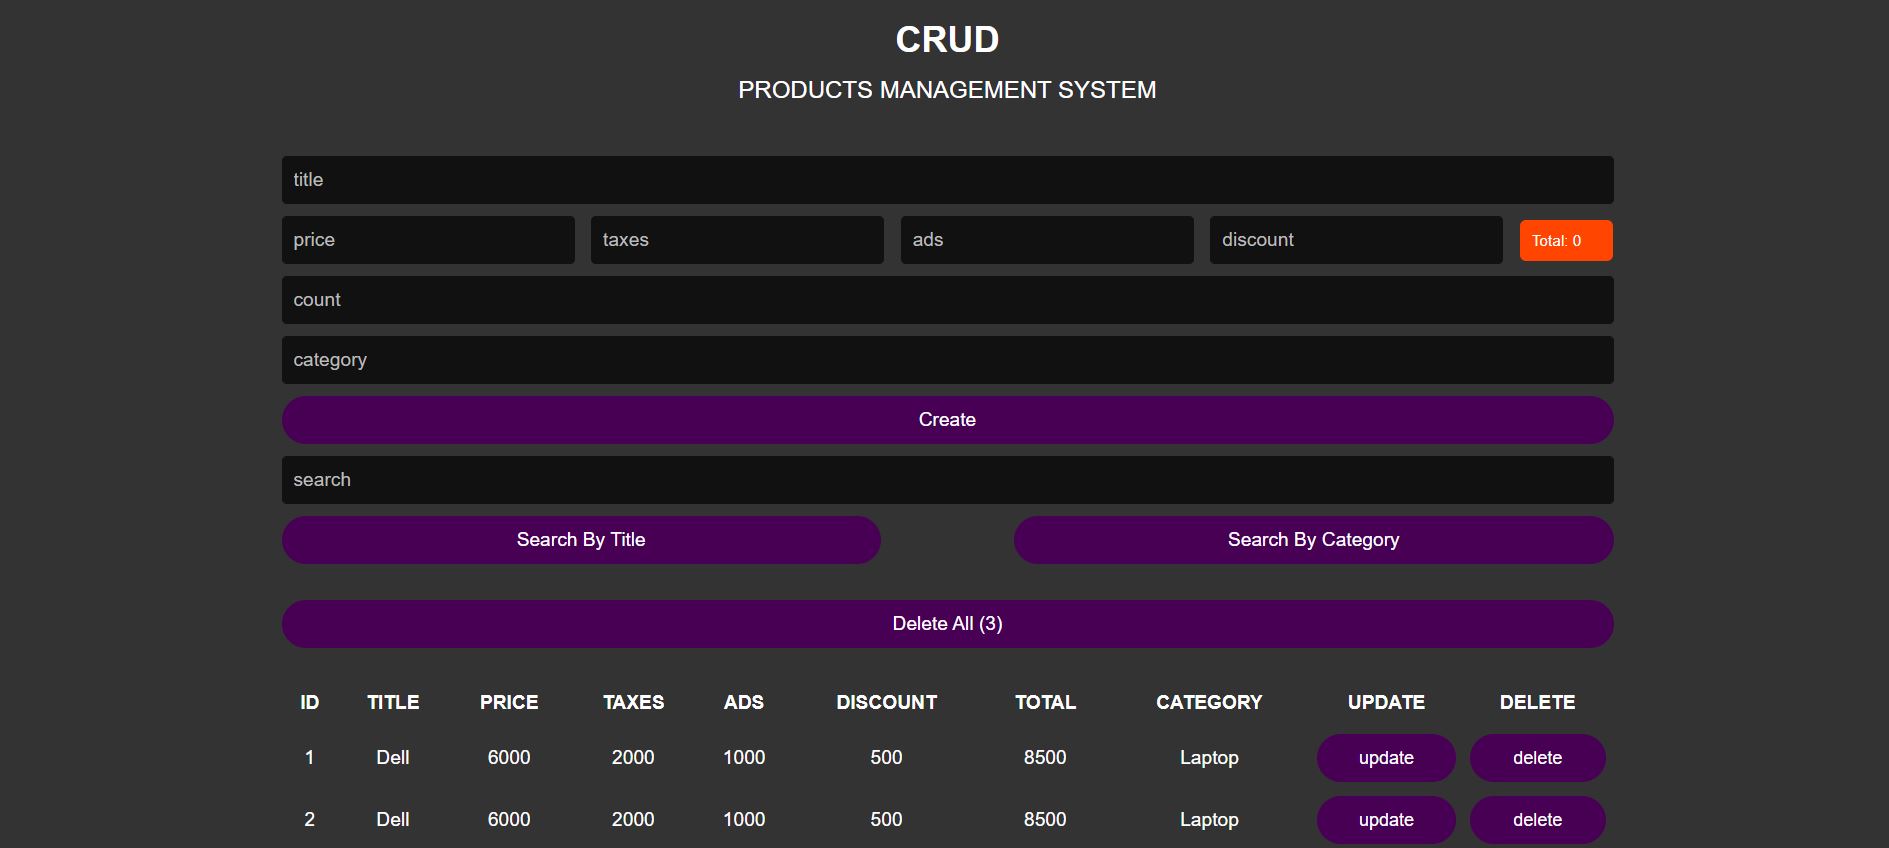 CRUD
PRODUCTS MANAGEMENT SYSTEM
title
price taxes ads discount Total: 0
count
category
Create
search
Search By Title Search By Category
Delete All (3)
ID TITLE PRICE TAXES ADS DISCOUNT TOTAL CATEGORY UPDATE DELETE
1 Dell 6000 2000 1000 500 8500 Laptop update delete
2 Dell 6000 2000 1000 500 8500 Laptop update delete